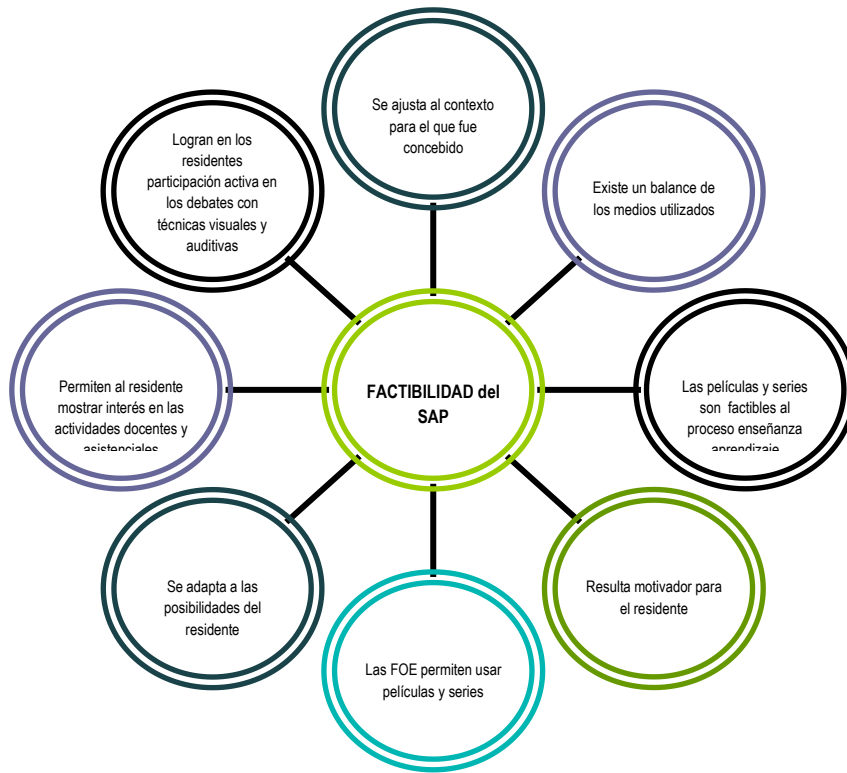 Se ajusta al contexto
para el que fue
concebido
Existe un balance de
los medios utilizados
Las películas y series
son factibles al
proceso enseñanza
aprendizaje
Resulta motivador para
el residente
Las FOE permiten usar
películas y series
Se adapta a las
posibilidades del
residente
Permiten al residente
mostrar interés en las
actividades docentes y
asistenciales
Logran en los
residentes
participación activa en
los debates con
técnicas visuales y
auditivas
FACTIBILIDAD del
SAP